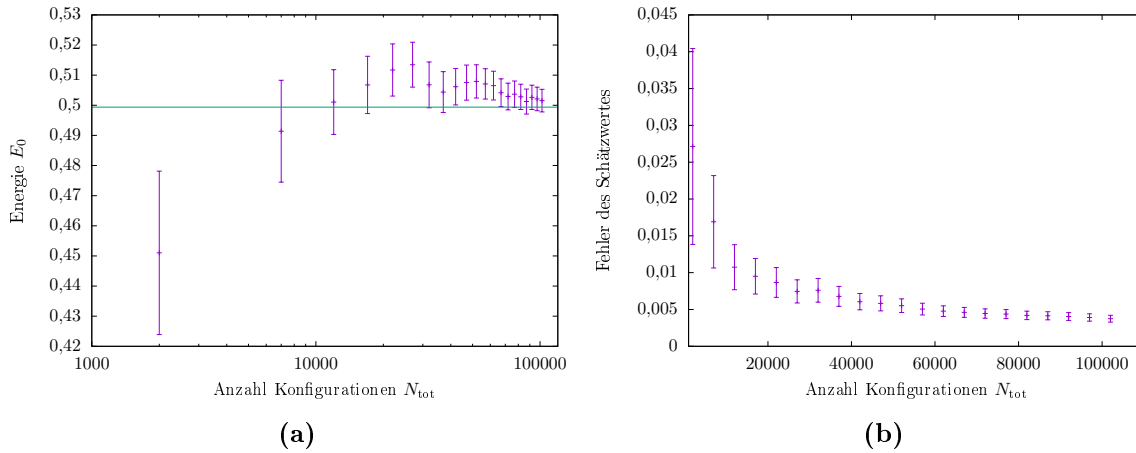 0,53
0,52
0,51
0,5
0,49
0,48
0,47
0,46
0,45
0,44
0,43
0,42
Energie E0
1000 10000 100000
Anzahl Konfigurationen Ntot
(a)
0,045
0,04
0,035
0,03
0,025
0,02
0,015
0,01
0,005
0
Fehler des Schätzwertes
20000 40000 60000 80000 100000
Anzahl Konfigurationen Ntot
(b)